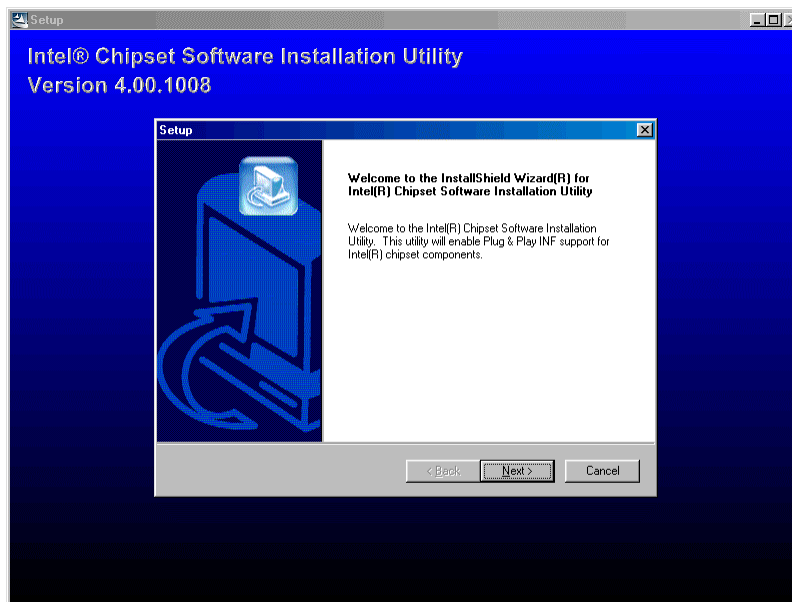 Setup
Intel® Chipset Software Installation Utility
Version 4.00.1008
Setup
Welcome to the InstallShield Wizard(R) for
Intel(R) Chipset Software Installation Utility
Welcome to the Intel(R) Chipset Software Installation
Utility. This utility will enable Plug & Play INF support for
Intel(R) chipset components.
< Back
Next >
Cancel